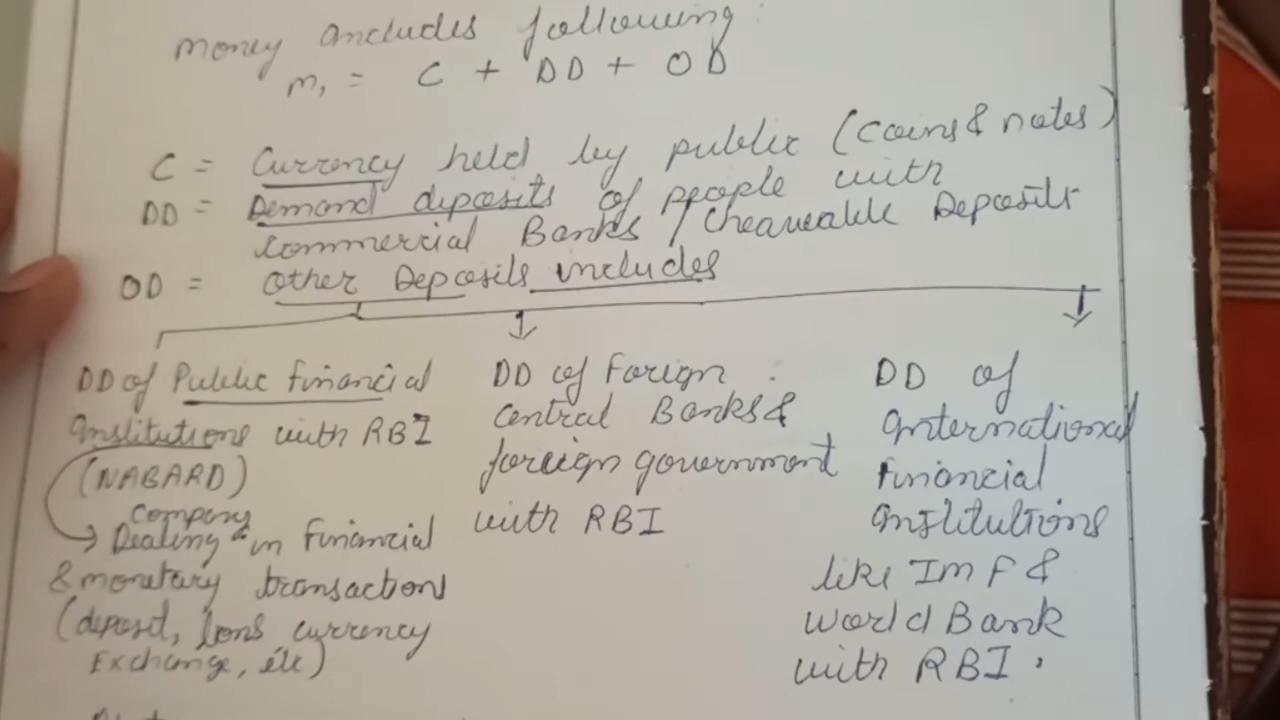 money includes following:
M1 = C + DD + OD
C = Currency held by public (coins & notes)
DD = Demand deposits of people with
commercial Banks / Cheaqueable Deposits
OD = Other Deposits includes
DD of Public financial
institutions with RBI
(NABARD)
company
Dealing in financial
& monetary transactions
(deposit, lons currency
Exchange, etc)
DD of Foreign
central Banks &
foreign government
with RBI
DD of
international
financial
institutions
like IMF &
World Bank
with RBI.